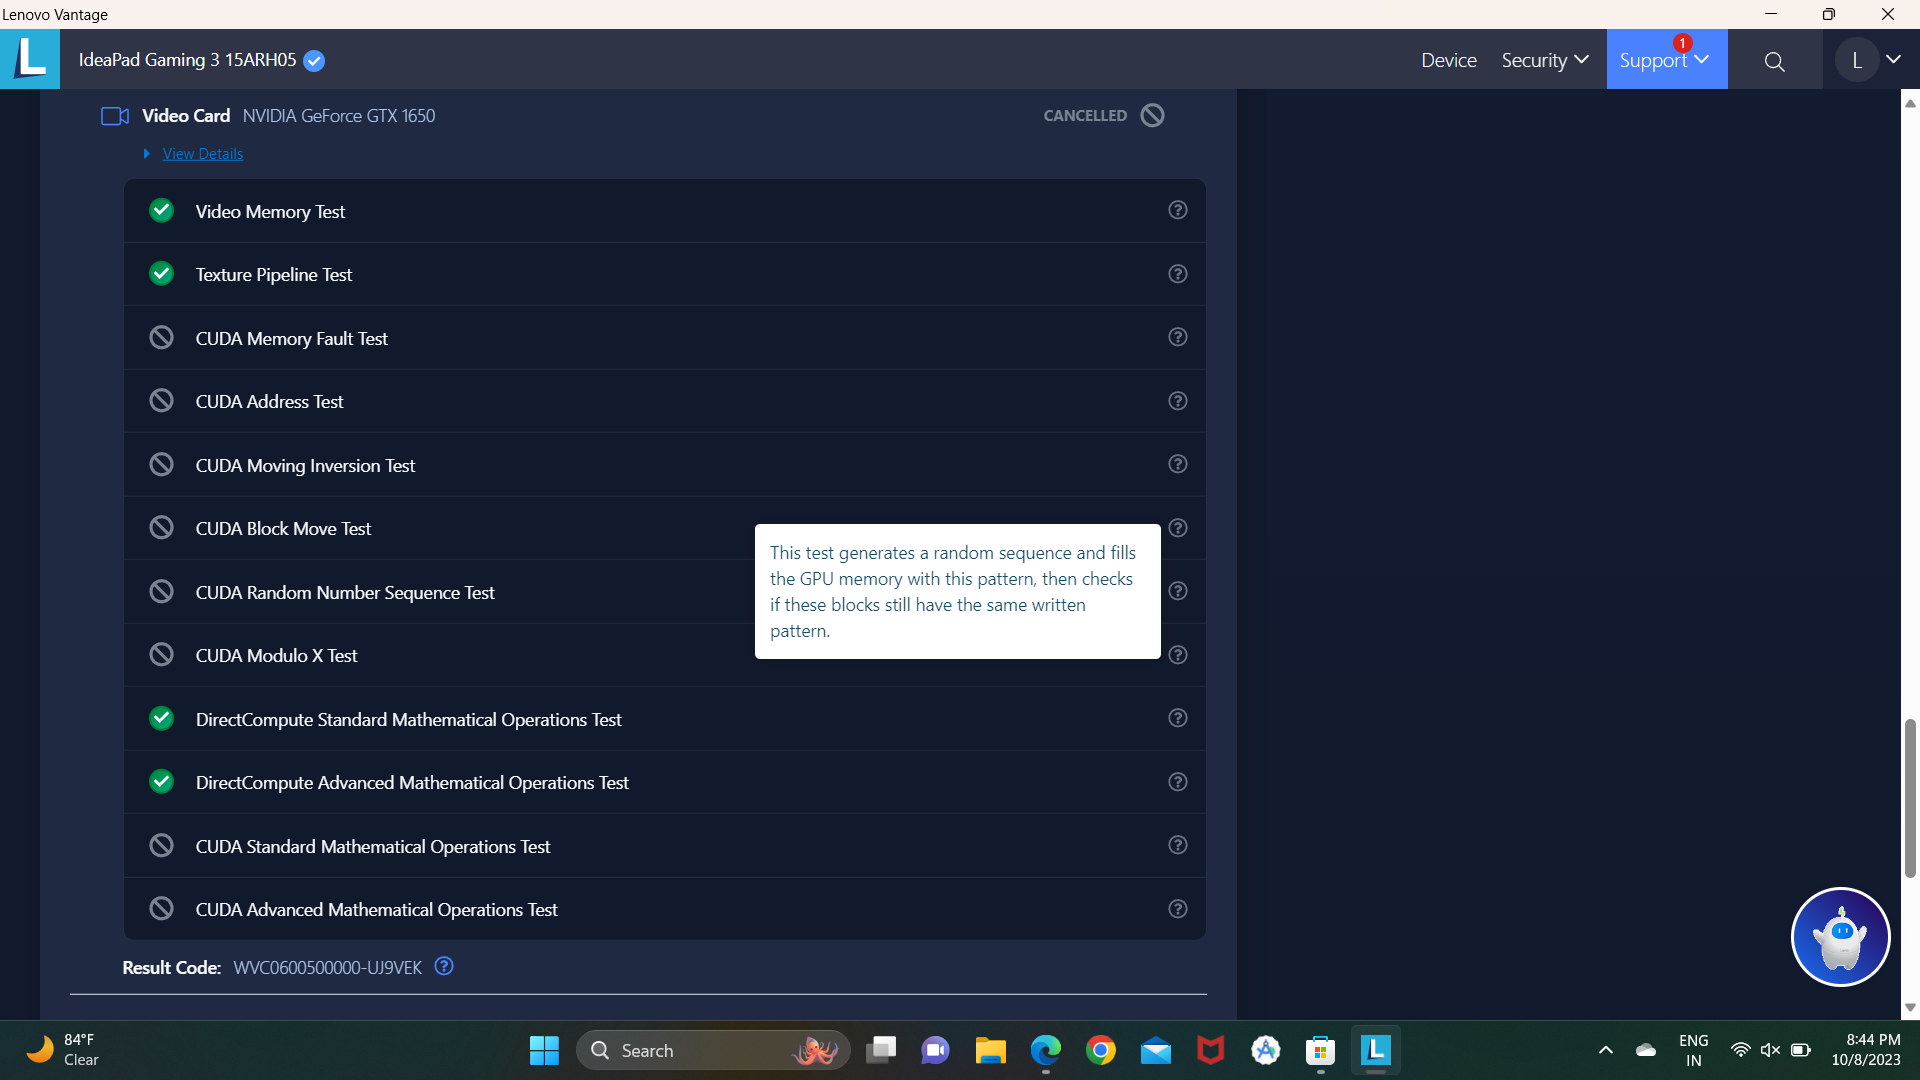 Lenovo Vantage
L IdeaPad Gaming 3 15ARH05 Device Security Support 1 L
Video Card NVIDIA GeForce GTX 1650 CANCELLED
View Details
Video Memory Test
Texture Pipeline Test
CUDA Memory Fault Test
CUDA Address Test
CUDA Moving Inversion Test
CUDA Block Move Test
This test generates a random sequence and fills
the GPU memory with this pattern, then checks
if these blocks still have the same written
pattern.
CUDA Random Number Sequence Test
CUDA Modulo X Test
DirectCompute Standard Mathematical Operations Test
DirectCompute Advanced Mathematical Operations Test
CUDA Standard Mathematical Operations Test
CUDA Advanced Mathematical Operations Test
Result Code: WVC0600500000-UJ9VEK
84°F
Clear
Search
L
ENG
IN
8:44 PM
10/8/2023